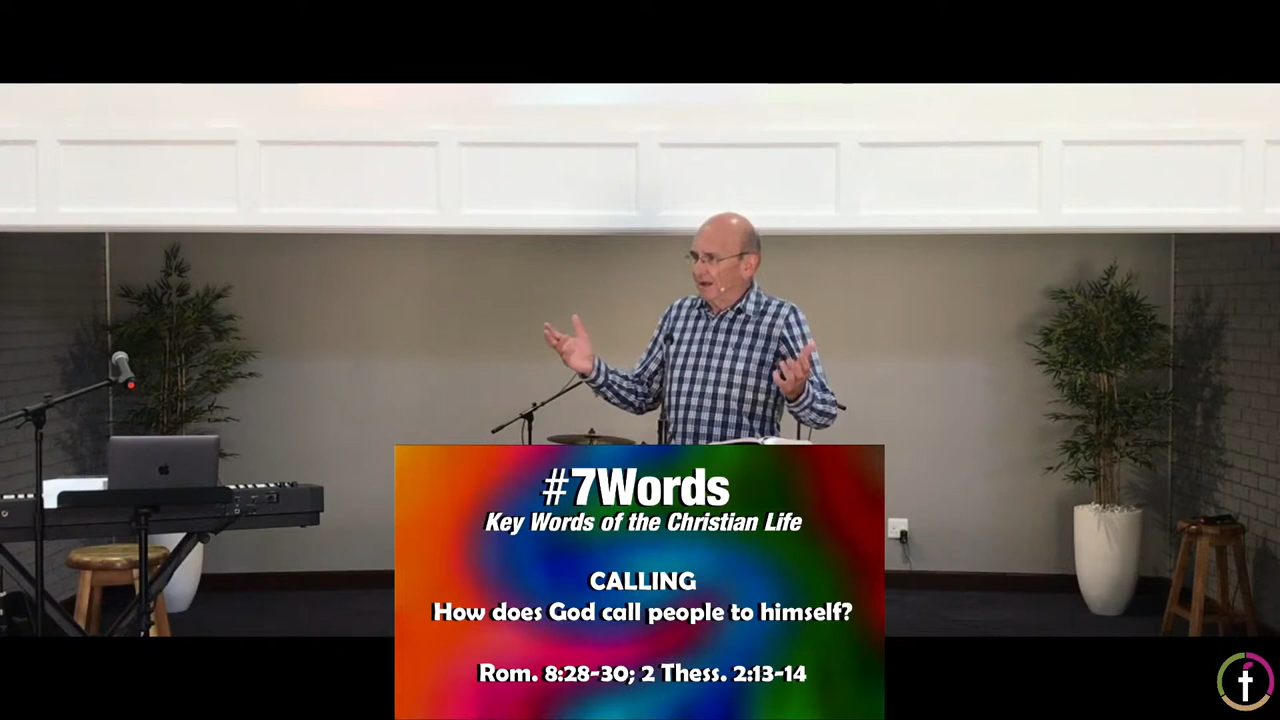 #7Words
Key Words of the Christian Life
CALLING
How does God call people to himself?
Rom. 8:28-30; 2 Thess. 2:13-14